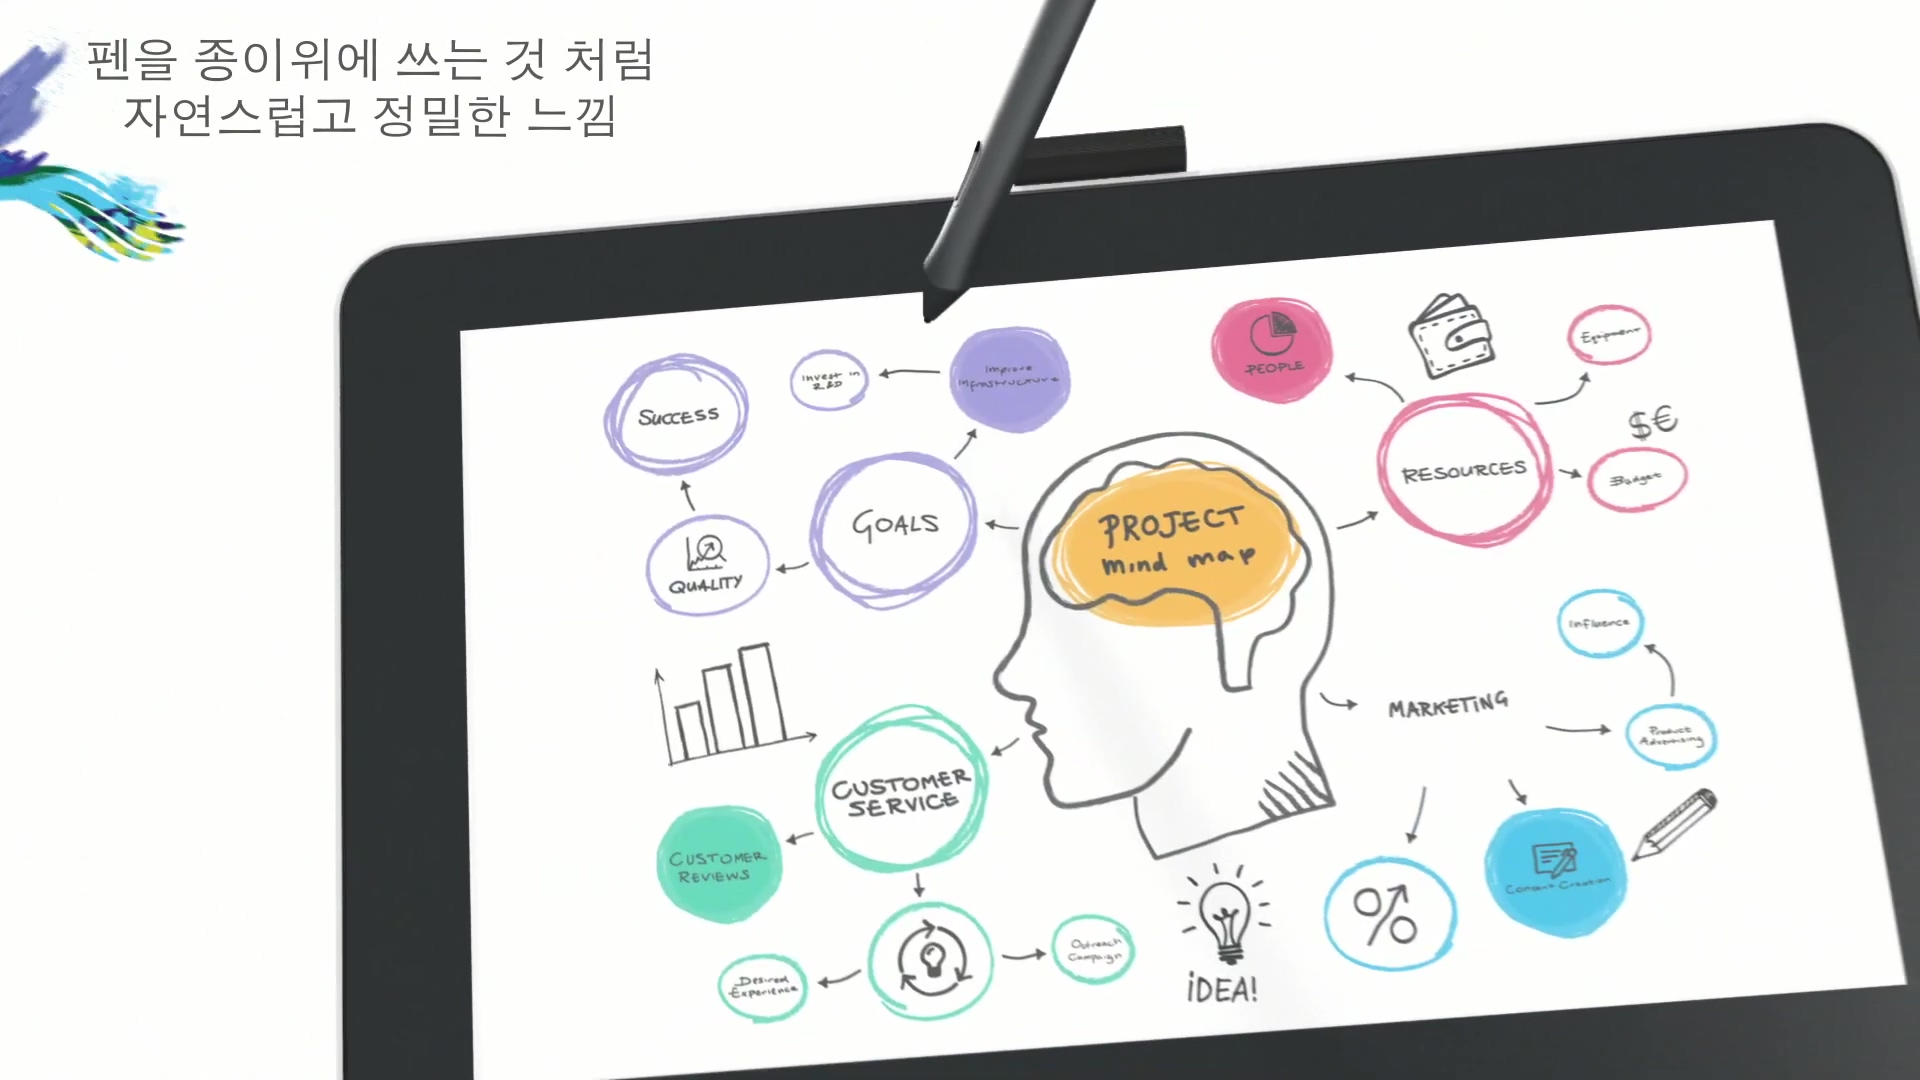 펜을 종이위에 쓰는 것 처럼
자연스럽고 정밀한 느낌
SUCCESS
Invest in
R&D
Improve
Infrastructure
PEOPLE
Equipment
$€
RESOURCES
Budget
GOALS
PROJECT
mind map
QUALITY
Influence
MARKETING
Product
Advertising
CUSTOMER
SERVICE
CUSTOMER
REVIEWS
Content Creation
%
Desired
Experience
Outreach
Campaign
iDEA!